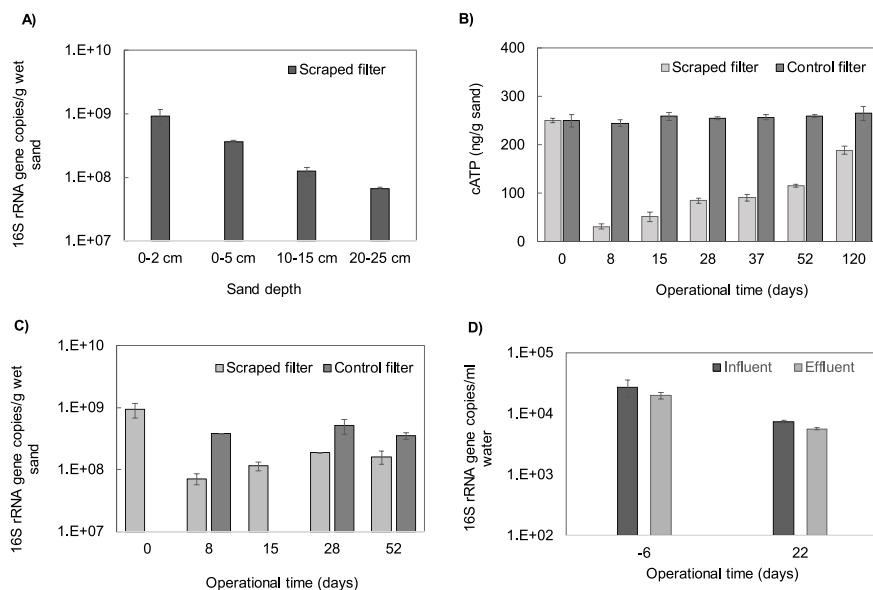 A)
16S rRNA gene copies/g wet
sand
1.E+10
1.E+09
1.E+08
1.E+07
Scraped filter
0-2 cm 0-5 cm 10-15 cm 20-25 cm
Sand depth
B)
cATP (ng/g sand)
400
300
200
100
0
Scraped filter Control filter
0 8 15 28 37 52 120
Operational time (days)
C)
16S rRNA gene copies/g wet
sand
1.E+10
1.E+09
1.E+08
1.E+07
Scraped filter Control filter
0 8 15 28 52
Operational time (days)
D)
16S rRNA gene copies/ml
water
1.E+05
1.E+04
1.E+03
1.E+02
Influent Effluent
-6 22
Operational time (days)